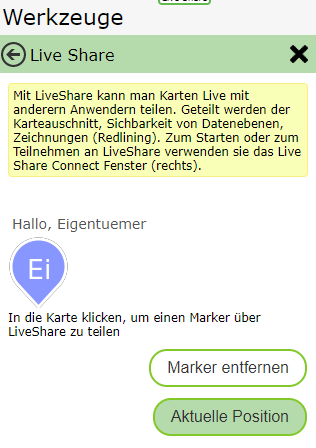 Werkzeuge
Live Share
Mit LiveShare kann man Karten Live mit
anderern Anwendern teilen. Geteilt werden der
Karteauschnitt, Sichbarkeit von Datenebenen,
Zeichnungen (Redlining). Zum Starten oder zum
Teilnehmen an LiveShare verwenden sie das Live
Share Connect Fenster (rechts).
Hallo, Eigentuemer
Ei
In die Karte klicken, um einen Marker über
LiveShare zu teilen
Marker entfernen
Aktuelle Position